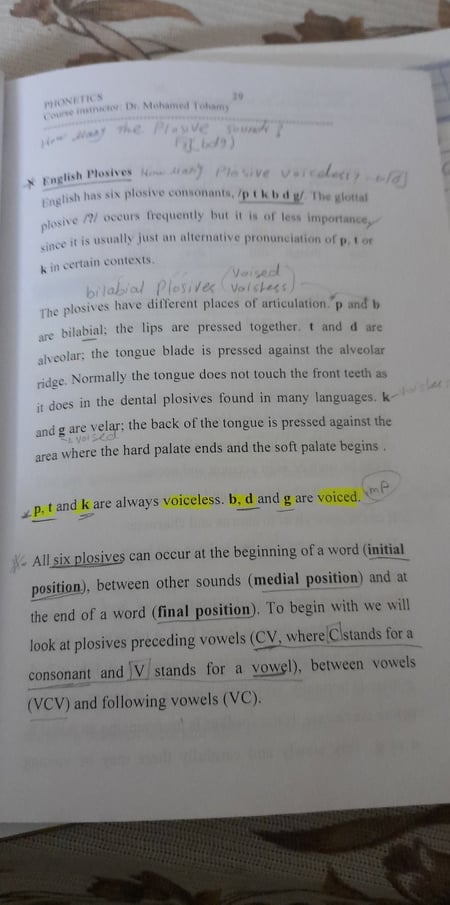 PHONETICS 39
Course instructor: Dr. Mohamed Tohamy
How Many The Plosive sounds?
* English Plosives How Many Plosive voiceless?
English has six plosive consonants, /p t k b d g/. The glottal
plosive /ʔ/ occurs frequently but it is of less importance,
since it is usually just an alternative pronunciation of p, t or
k in certain contexts.
(voised
bilabial Plosives
The plosives have different places of articulation. p and b
are bilabial; the lips are pressed together. t and d are
alveolar; the tongue blade is pressed against the alveolar
ridge. Normally the tongue does not touch the front teeth as
it does in the dental plosives found in many languages. k
and g are velar; the back of the tongue is pressed against the
voised
area where the hard palate ends and the soft palate begins .
p, t and k are always voiceless. b, d and g are voiced. imp
All six plosives can occur at the beginning of a word (initial
position), between other sounds (medial position) and at
the end of a word (final position). To begin with we will
look at plosives preceding vowels (CV, where C stands for a
consonant and V stands for a vowel), between vowels
(VCV) and following vowels (VC).